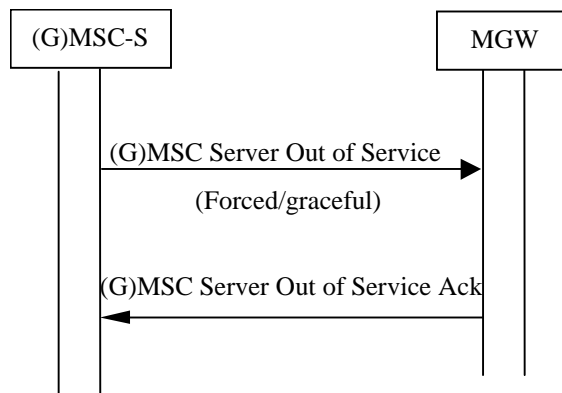 (G)MSC-S
MGW
(G)MSC Server Out of Service
(Forced/graceful)
(G)MSC Server Out of Service Ack